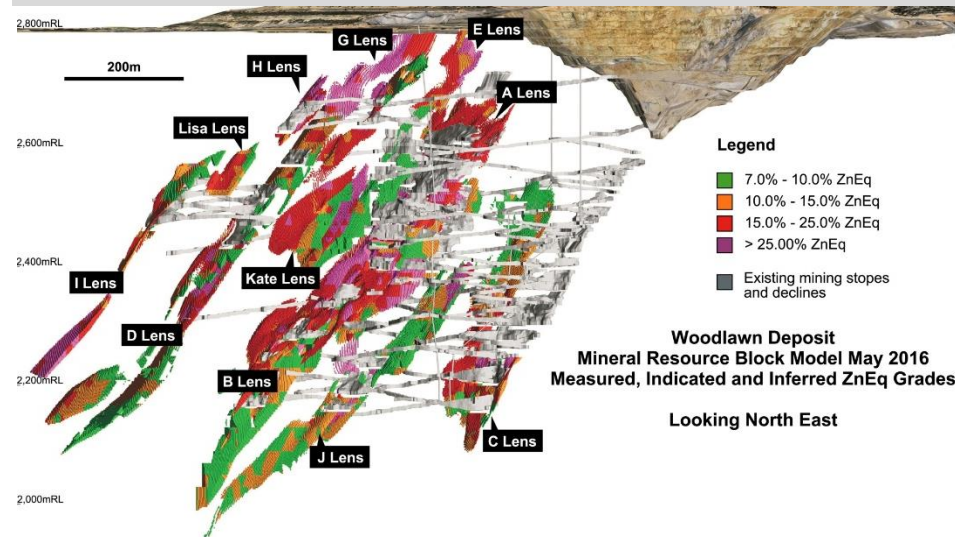 2,800mRL
E Lens
G Lens
200m
H Lens
A Lens
Lisa Lens
2,600mRL
Legend
7.0% - 10.0% ZnEq
10.0% - 15.0% ZnEq
15.0% - 25.0% ZnEq
> 25.00% ZnEq
Existing mining stopes
and declines
2,400mRL
Kate Lens
I Lens
D Lens
Woodlawn Deposit
Mineral Resource Block Model May 2016
Measured, Indicated and Inferred ZnEq Grades
Looking North East
2,200mRL
B Lens
C Lens
J Lens
2,000mRL